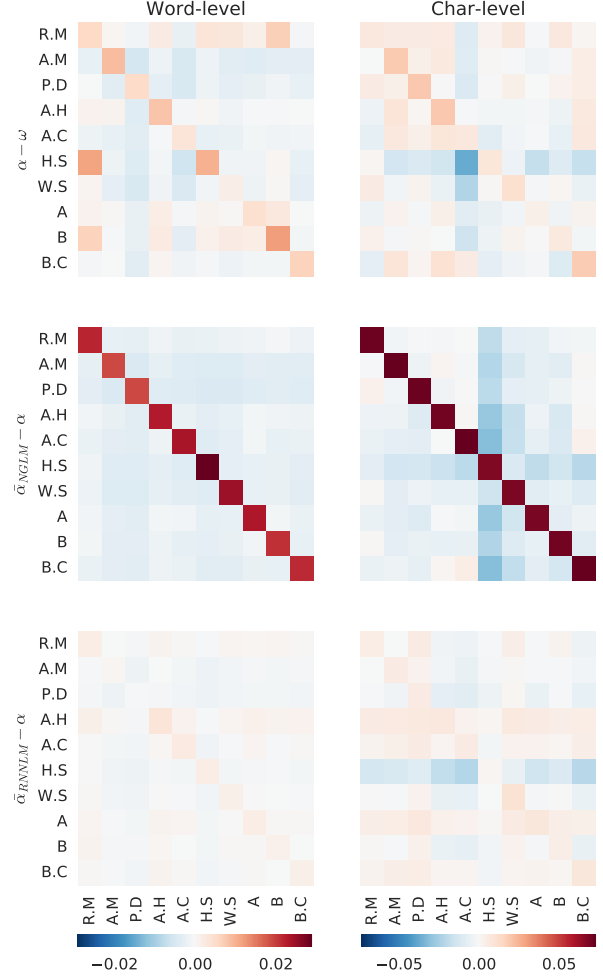 Word-level Char-level
α − ω
R.M
A.M
P.D
A.H
A.C
H.S
W.S
A
B
B.C
ᾱ_NGLM − α
R.M
A.M
P.D
A.H
A.C
H.S
W.S
A
B
B.C
ᾱ_RNNLM − α
R.M
A.M
P.D
A.H
A.C
H.S
W.S
A
B
B.C
R.M A.M P.D A.H A.C H.S W.S A B B.C R.M A.M P.D A.H A.C H.S W.S A B B.C
−0.02 0.00 0.02 −0.05 0.00 0.05